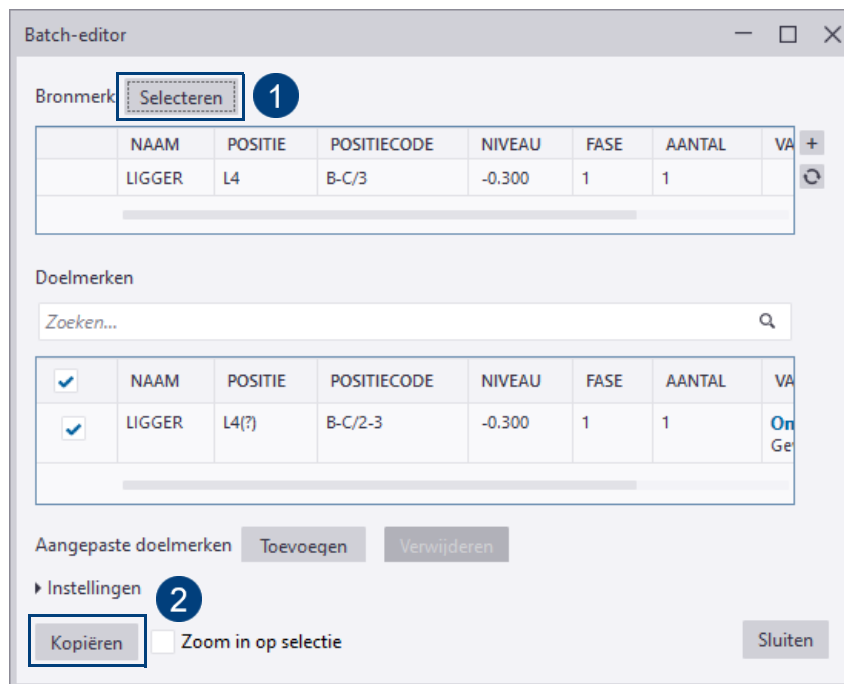 Batch-editor
Bronmerk Selecteren 1
NAAM POSITIE POSITIECODE NIVEAU FASE AANTAL VA +
LIGGER L4 B-C/3 -0.300 1 1
Doelmerken
Zoeken...
NAAM POSITIE POSITIECODE NIVEAU FASE AANTAL VA
LIGGER L4(?) B-C/2-3 -0.300 1 1 On
Ge
Aangepaste doelmerken Toevoegen Verwijderen
Instellingen 2
Kopiëren Zoom in op selectie Sluiten